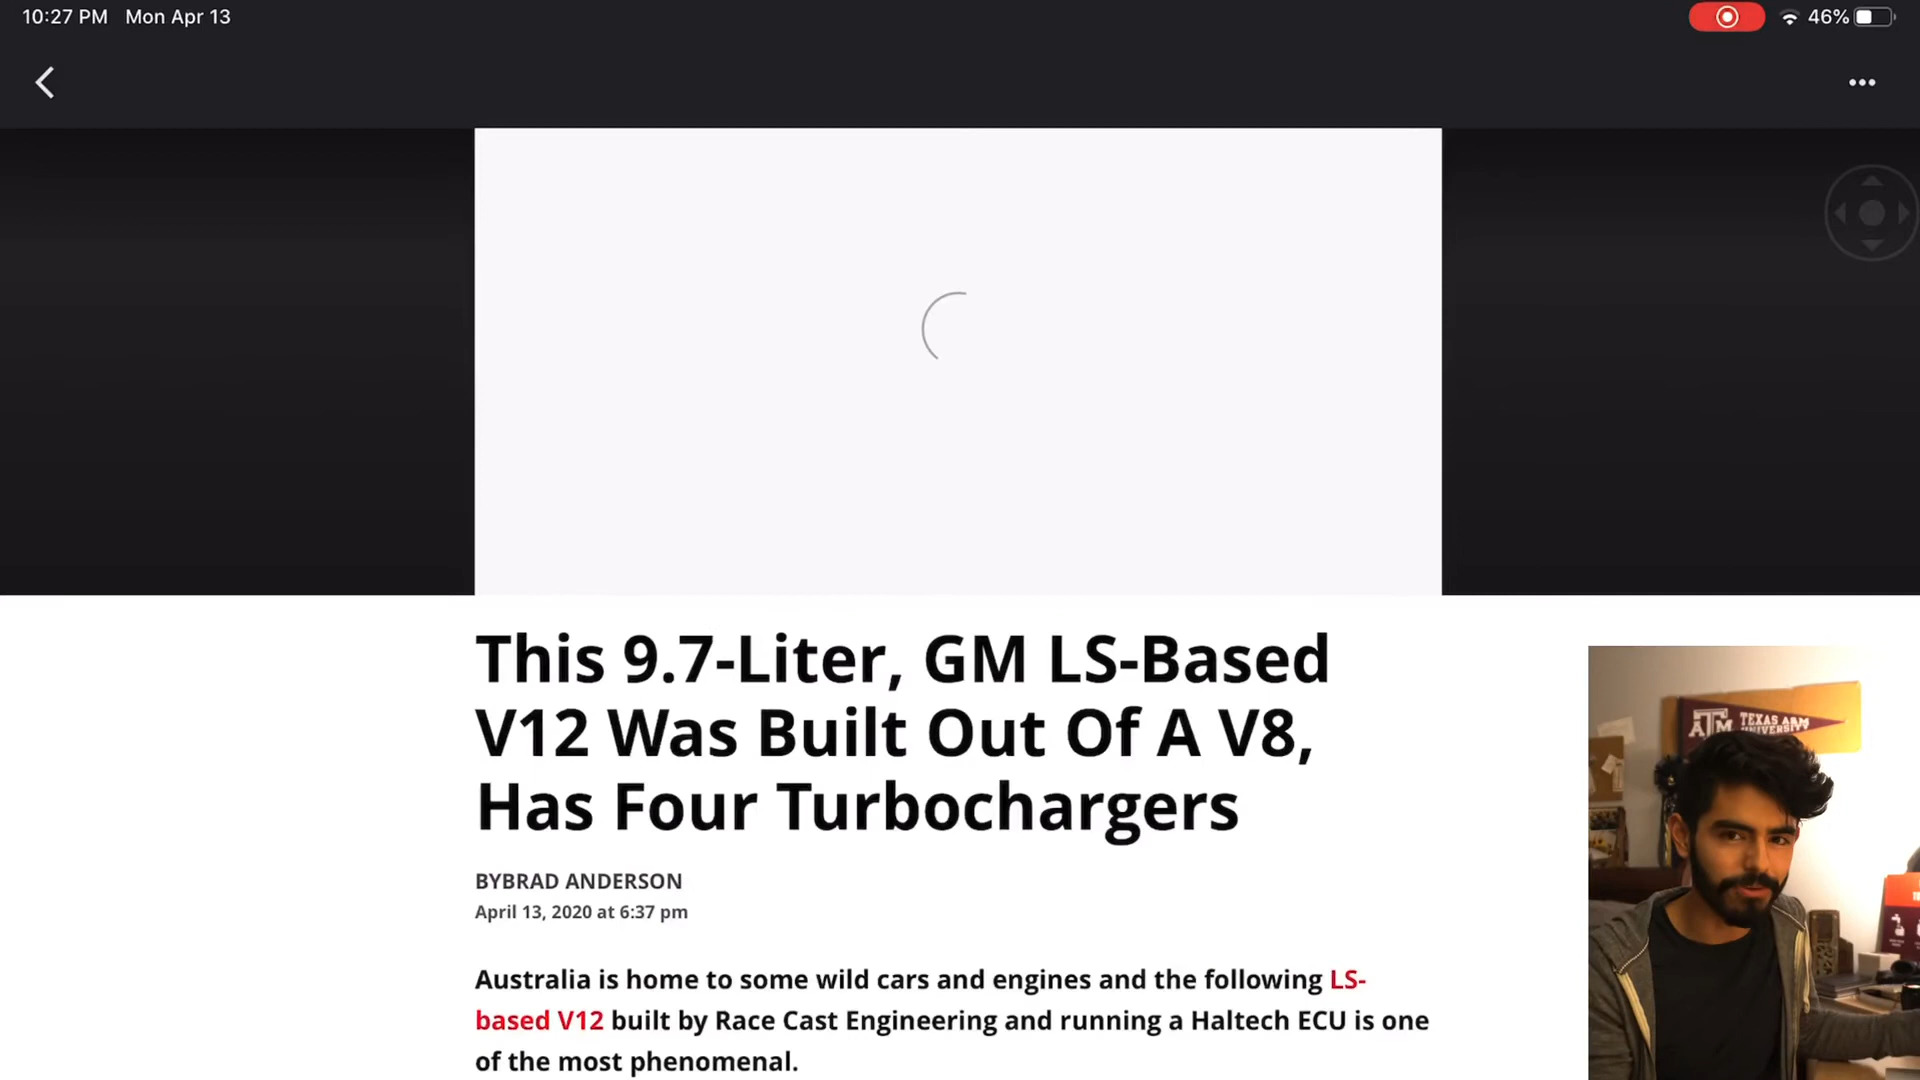 10:27 PM Mon Apr 13
46%
This 9.7-Liter, GM LS-Based
V12 Was Built Out Of A V8,
Has Four Turbochargers
BYBRAD ANDERSON
April 13, 2020 at 6:37 pm
Australia is home to some wild cars and engines and the following LS-
based V12 built by Race Cast Engineering and running a Haltech ECU is one
of the most phenomenal.
ATM TEXAS A&M
UNIVERSITY